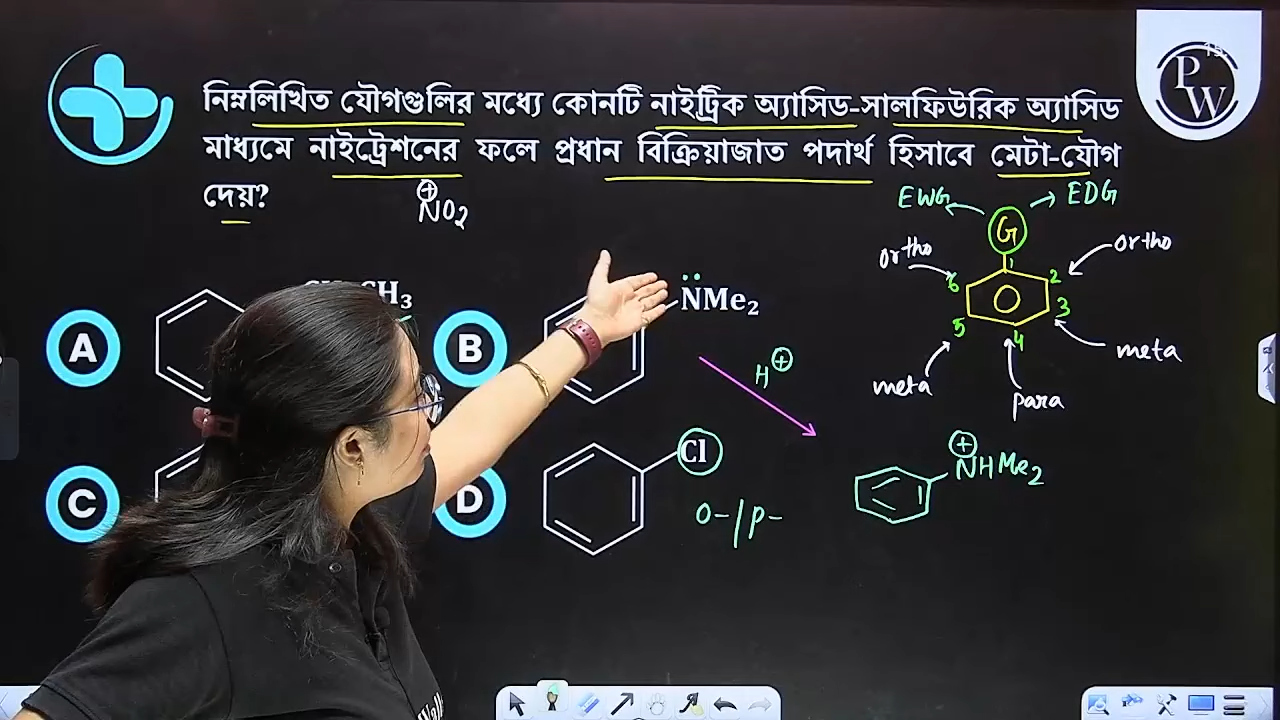 P
W
নিম্নলিখিত যৌগগুলির মধ্যে কোনটি নাইট্রিক অ্যাসিড-সালফিউরিক অ্যাসিড
মাধ্যমে নাইট্রেশনের ফলে প্রধান বিক্রিয়াজাত পদার্থ হিসাবে মেটা-যৌগ
দেয়?
⊕
NO₂
EWG
EDG
G
ortho
ortho
1
2
3
4
5
6
meta
meta
para
A
B
NMe₂
H⊕
C
D
Cl
o-/p-
⊕
NHMe₂